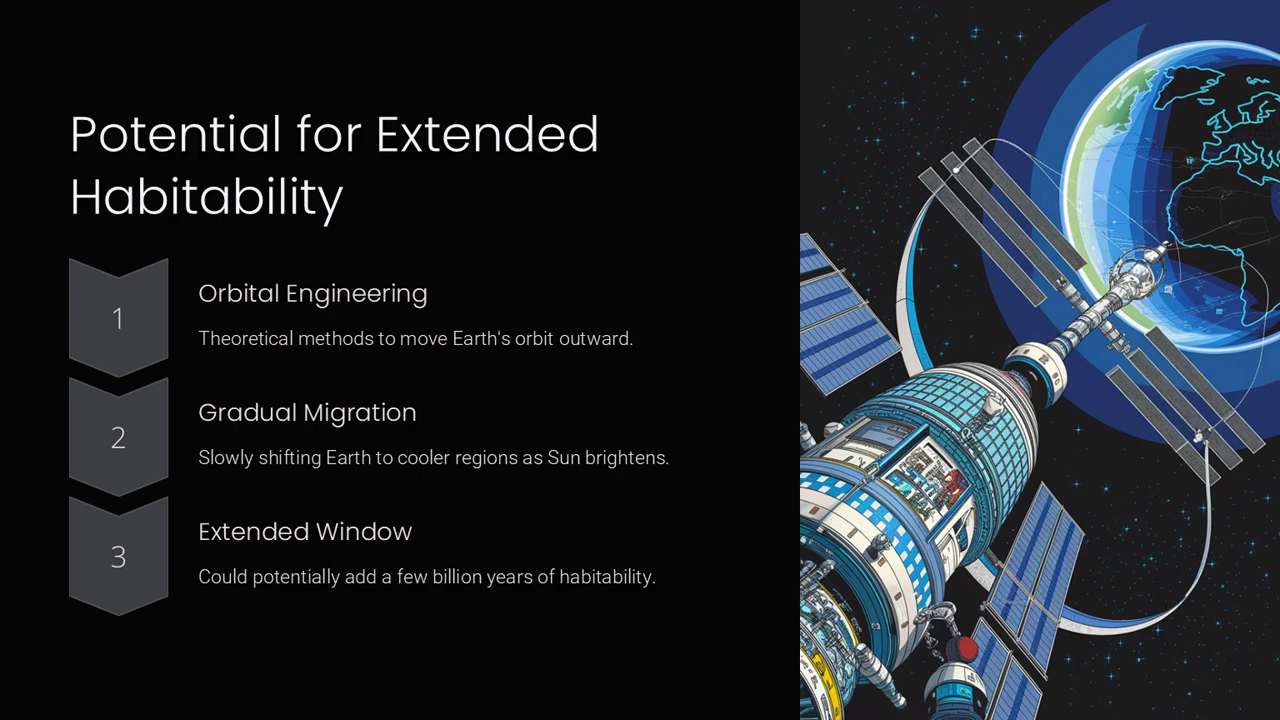 Potential for Extended
Habitability
1
Orbital Engineering
Theoretical methods to move Earth's orbit outward.
2
Gradual Migration
Slowly shifting Earth to cooler regions as Sun brightens.
3
Extended Window
Could potentially add a few billion years of habitability.